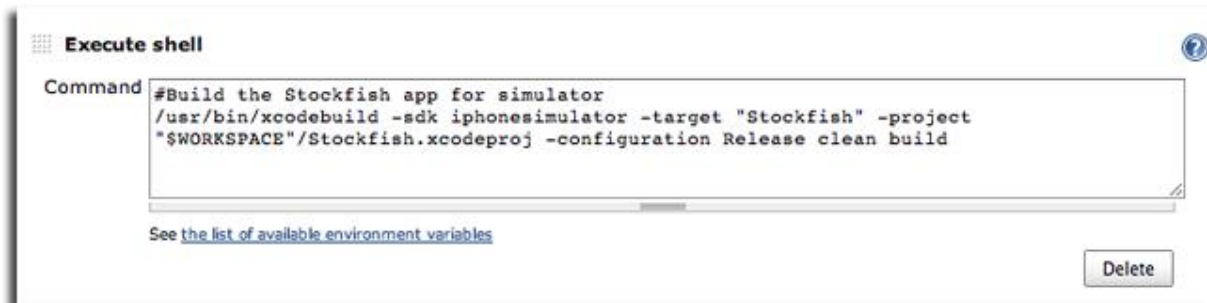 Execute shell
Command
#Build the Stockfish app for simulator
/usr/bin/xcodebuild -sdk iphonesimulator -target "Stockfish" -project
"$WORKSPACE"/Stockfish.xcodeproj -configuration Release clean build
See the list of available environment variables
Delete